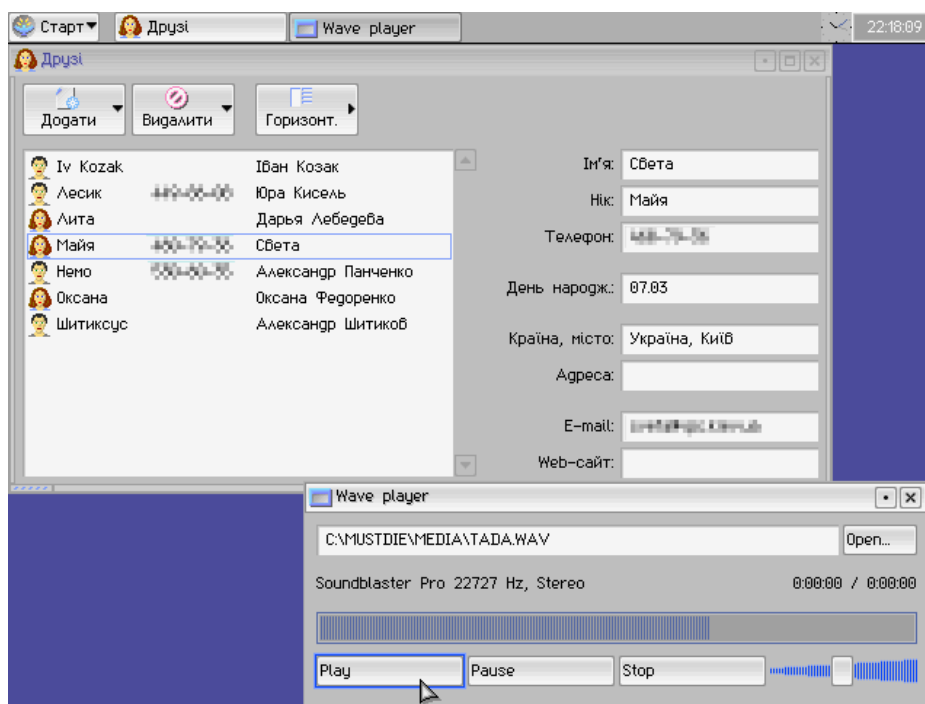 Старт Друзі Wave player 22:18:09
Друзі
Додати Видалити Горизонт.
Iv Kozak Іван Козак
Лесик Юра Кисель
Лита Дарья Лебедева
Майя Света
Немо Александр Панченко
Оксана Оксана Федоренко
Шитиксус Александр Шитиков
Ім'я: Света
Нік: Майя
Телефон:
День народж.: 07.03
Країна, місто: Україна, Київ
Адреса:
E-mail:
Web-сайт:
Wave player
C:\MUSTDIE\MEDIA\TADA.WAV Open...
Soundblaster Pro 22727 Hz, Stereo 0:00:00 / 0:00:00
Play Pause Stop